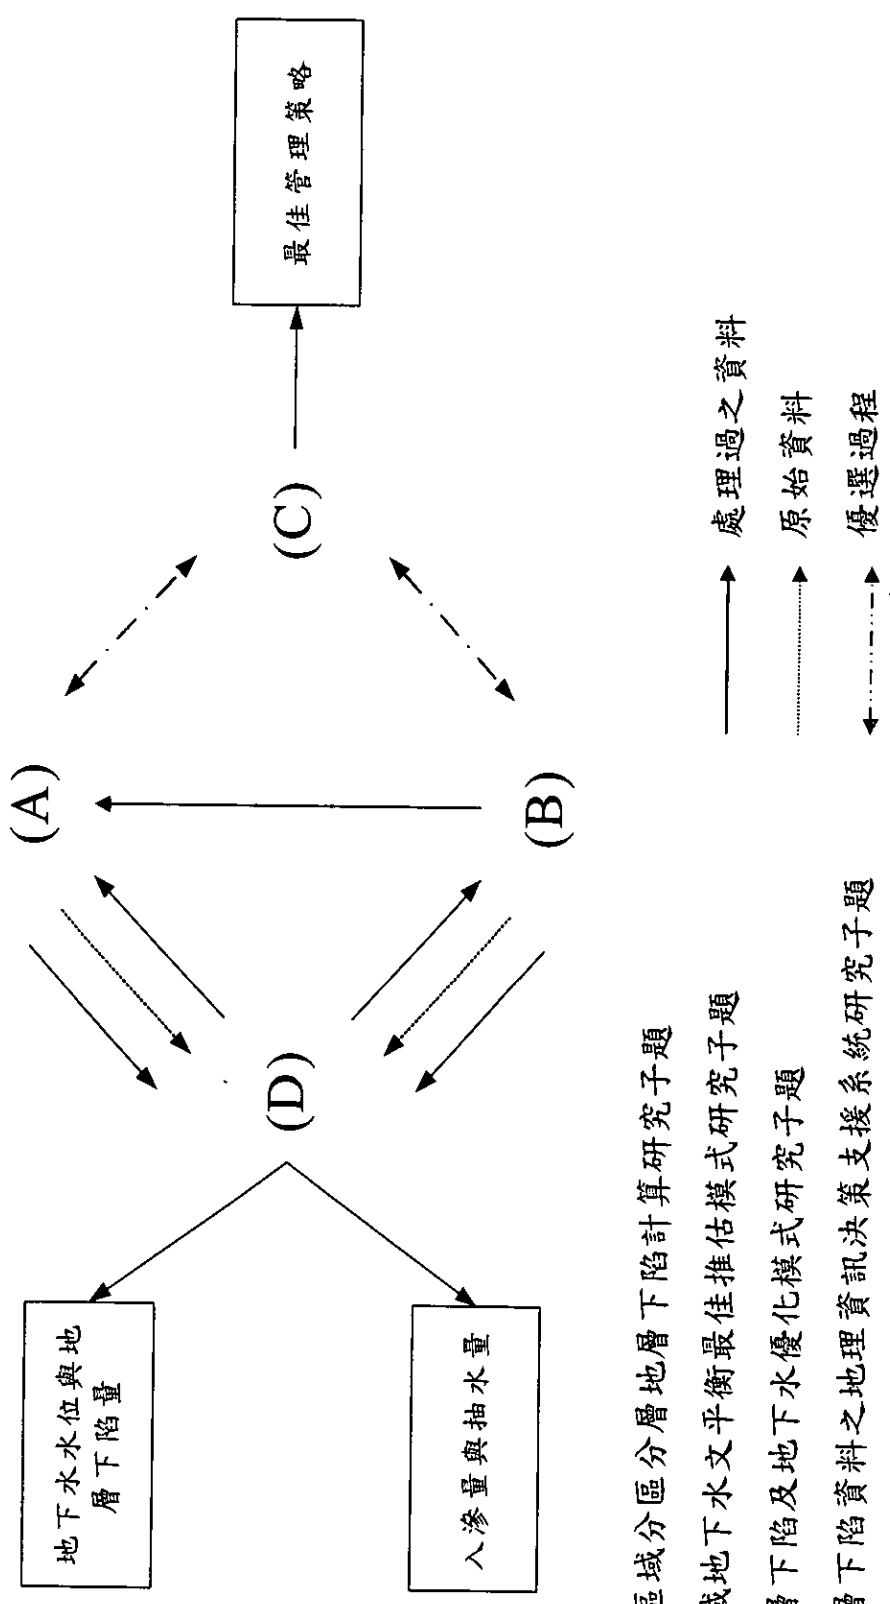 (A)
地下水水位與地
層下陷量
(D)
(C)
最佳管理策略
入滲量與抽水量
(B)
區域分區分層地層下陷計算研究子題
處理過之資料
域地下水文平衡最佳推估模式研究子題
原始資料
層下陷及地下水優化模式研究子題
優選過程
層下陷資料之地理資訊決策支援系統研究子題